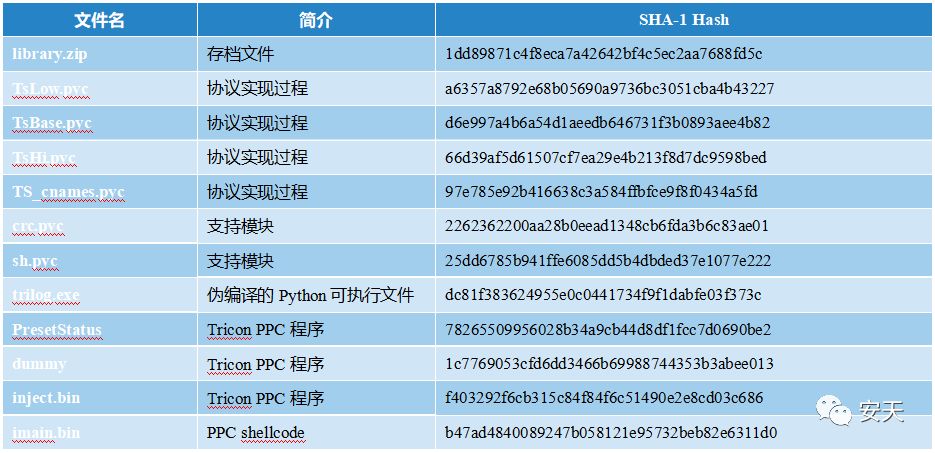 文件名 简介 SHA-1 Hash
library.zip 存档文件 1dd89871c4f8eca7a42642bf4c5ec2aa7688fd5c
TsLow.pyc 协议实现过程 a6357a8792e68b05690a9736bc3051cba4b43227
TsBase.pyc 协议实现过程 d6e997a4b6a54d1aeedb646731f3b0893aee4b82
TsHi.pyc 协议实现过程 66d39af5d61507cf7ea29e4b213f8d7dc9598bed
TS_cnames.pyc 协议实现过程 97e785e92b416638c3a584ffbfce9f8f0434a5fd
crc.pyc 支持模块 2262362200aa28b0eead1348cb6fda3b6c83ae01
sh.pyc 支持模块 25dd6785b941ffe6085dd5b4dbded37e1077e222
trilog.exe 伪编译的 Python 可执行文件 dc81f383624955e0c0441734f9f1dabfe03f373c
PresetStatus Tricon PPC 程序 78265509956028b34a9cb44d8df1fcc7d0690be2
dummy Tricon PPC 程序 1c7769053cfd6dd3466b69988744353b3abee013
inject.bin Tricon PPC 程序 f403292f6cb315c84f84f6c51490e2e8cd03c686
imain.bin PPC shellcode b47ad4840089247b058121e95732beb82e6311d0
安天